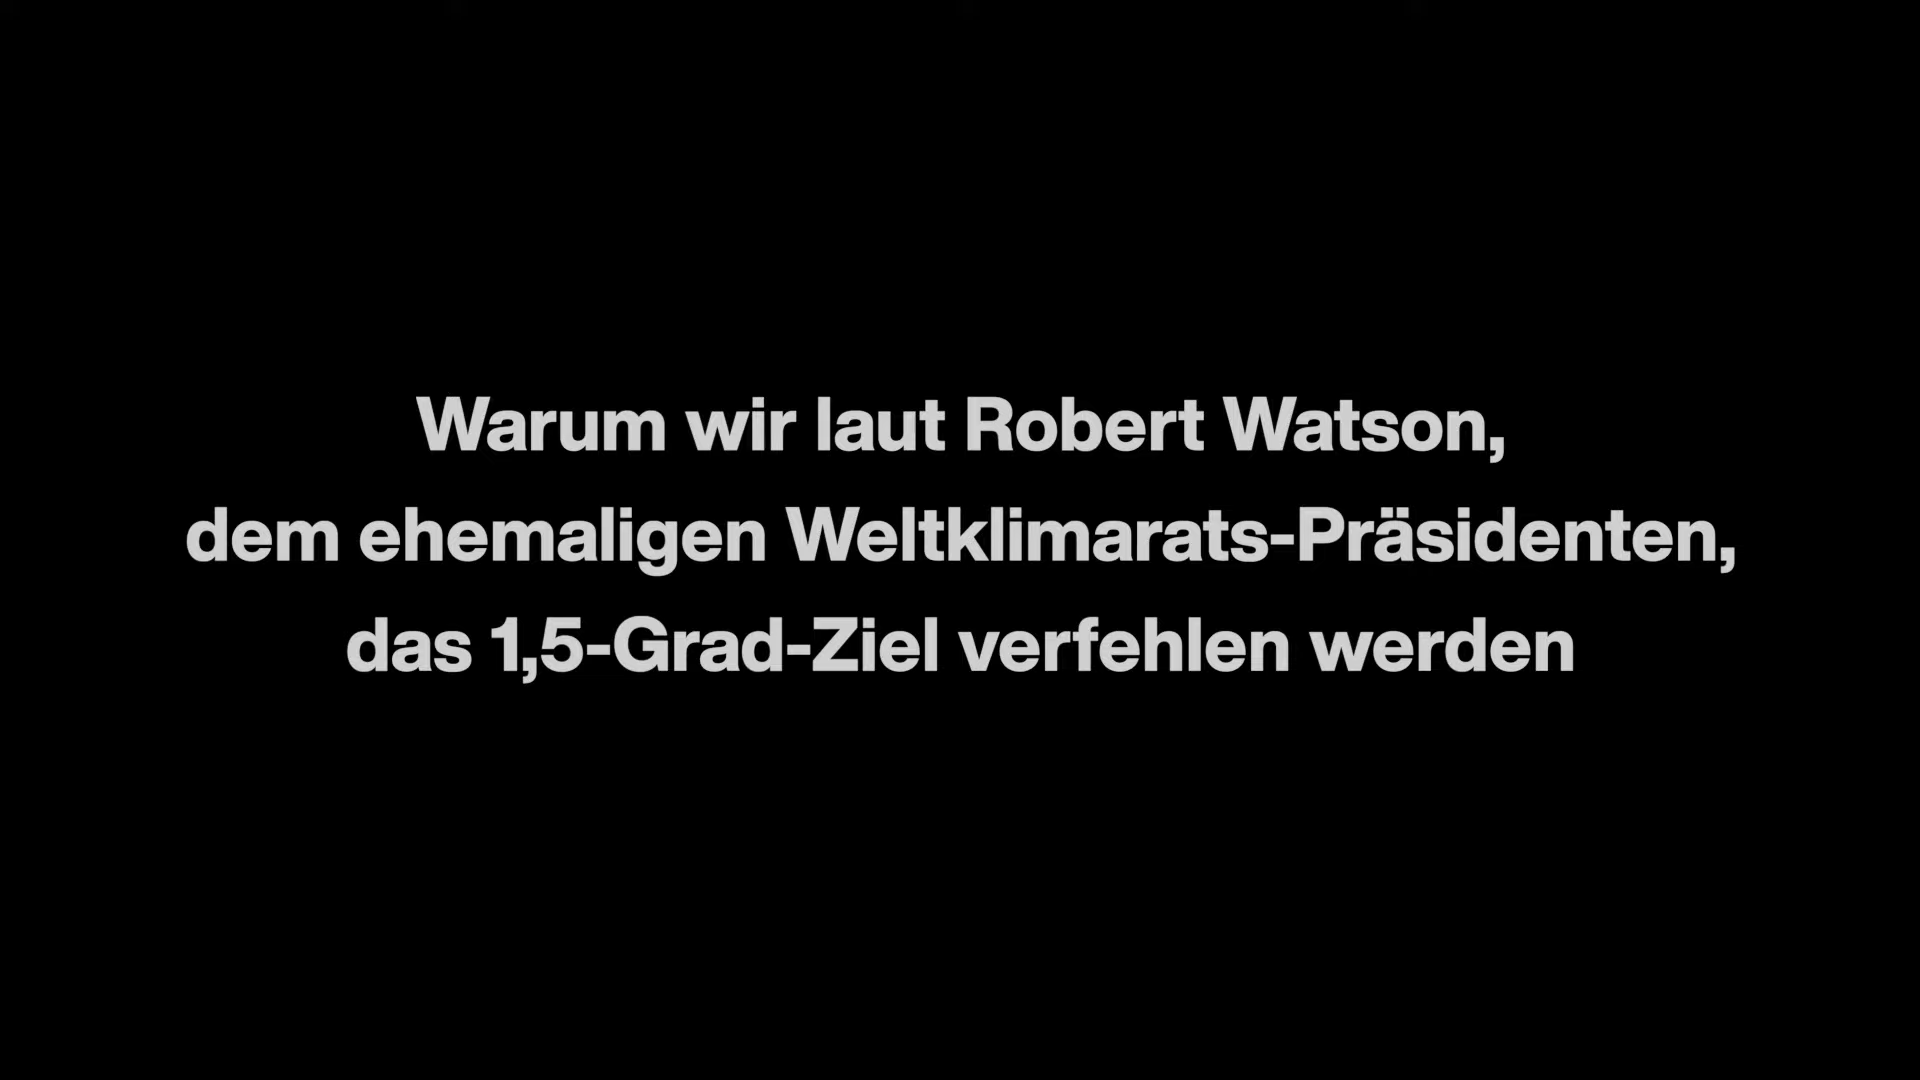 Warum wir laut Robert Watson,
dem ehemaligen Weltklimarats-Präsidenten,
das 1,5-Grad-Ziel verfehlen werden